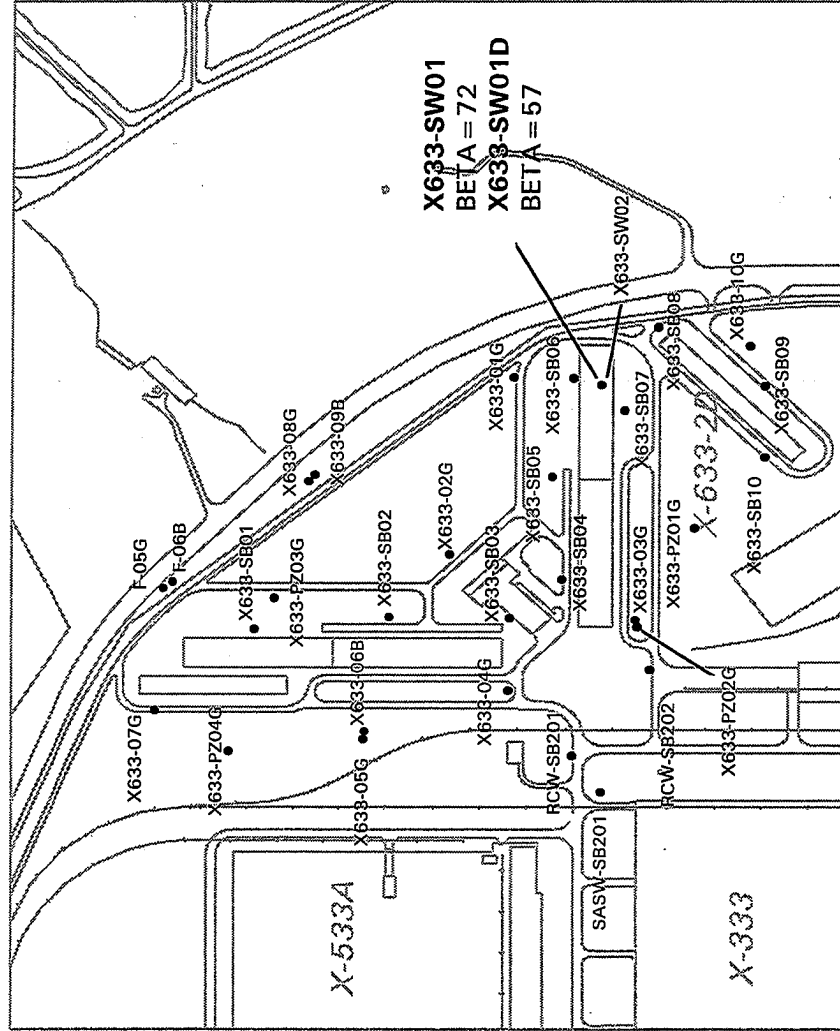 X633-SW01
BETA = 72
X633-SW01D
BETA = 57
X633-SW02
X633-10G
X633-SB08
X633-SB09
X633-01G
X633-SB06
X633-SB07
X-633-2D
X633-08G
X633-09B
X633-02G
X633-SB05
X633-SB10
F-05G
F-06B
X633-SB01
X633-PZ03G
X633-SB02
X633-SB03
X633-SB04
X633-03G
X633-PZ01G
X633-07G
X633-PZ04G
X633-06B
X633-05G
X633-04G
RCW-SB201
RCW-SB202
X633-PZ02G
SASW-SB201
X-533A
X-333